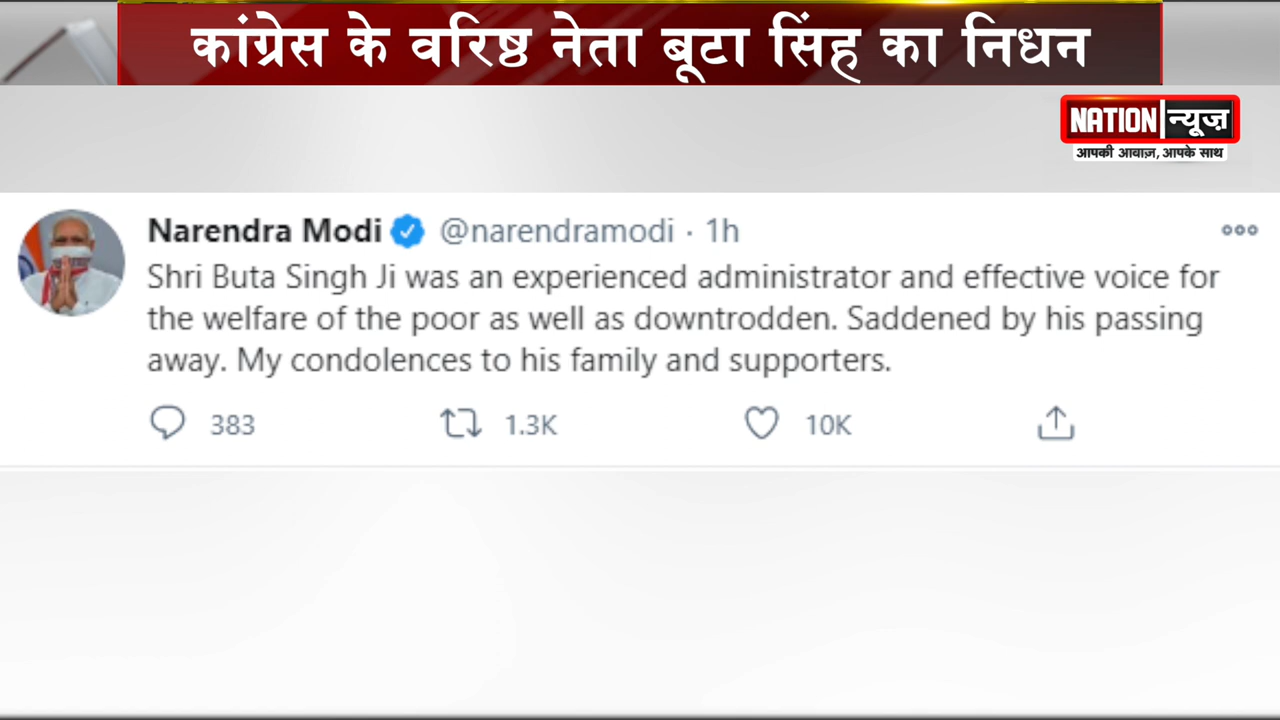 कांग्रेस के वरिष्ठ नेता बूटा सिंह का निधन
NATION न्यूज़
आपकी आवाज़, आपके साथ
Narendra Modi @narendramodi · 1h
Shri Buta Singh Ji was an experienced administrator and effective voice for
the welfare of the poor as well as downtrodden. Saddened by his passing
away. My condolences to his family and supporters.
383 1.3K 10K